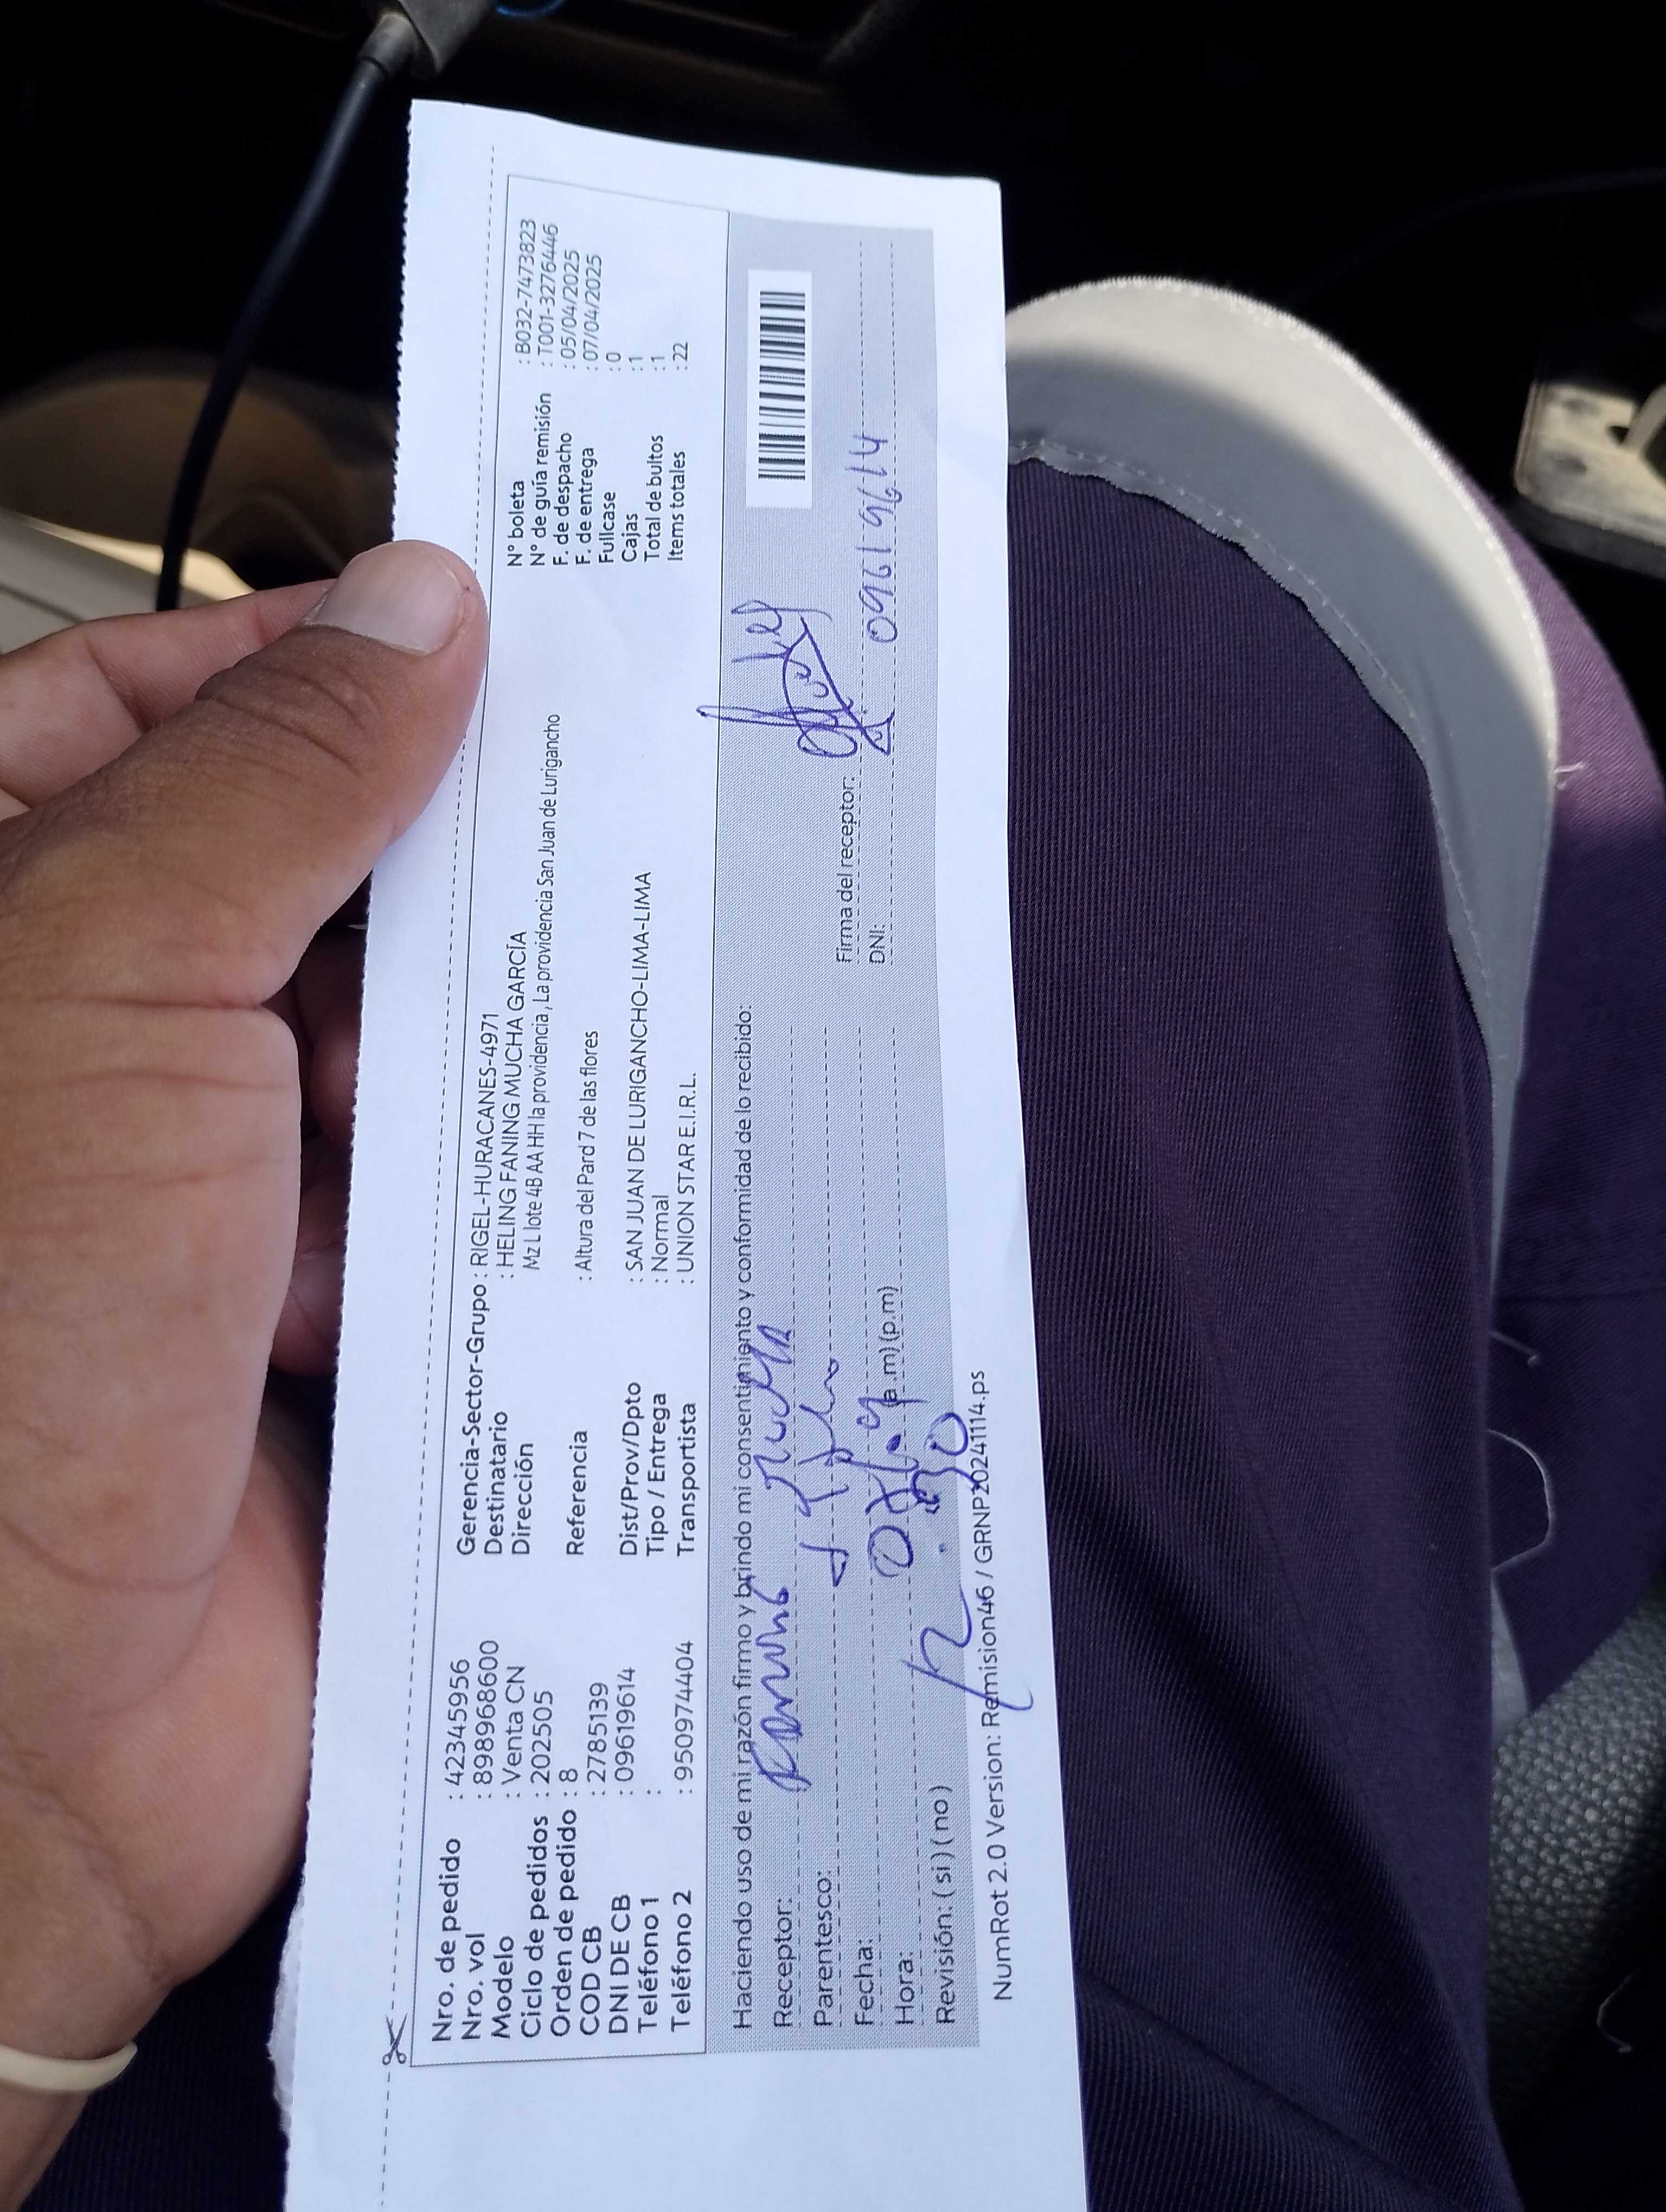 Nro. de pedido : 42345956
Nro. vol : 898968600
Modelo : Venta CN
Ciclo de pedidos : 202505
Orden de pedido : 8
COD CB : 2785139
DNI DE CB : 09619614
Teléfono 1 :
Teléfono 2 : 950974404
Gerencia-Sector-Grupo : RIGEL-HURACANES-4971
Destinatario : HELING FANING MUCHA GARCÍA
Dirección Mz L lote 4B AA HH la providencia , La providencia San Juan de Lurigancho
Referencia : Altura del Pard 7 de las flores
Dist/Prov/Dpto : SAN JUAN DE LURIGANCHO-LIMA-LIMA
Tipo / Entrega : Normal
Transportista : UNION STAR E.I.R.L.
N° boleta : B032-7473823
N° de guía remisión : T001-3276446
F. de despacho : 05/04/2025
F. de entrega : 07/04/2025
Fullcase : 0
Cajas : 1
Total de bultos : 1
Items totales : 22
Haciendo uso de mi razón firmo y brindo mi consentimiento y conformidad de lo recibido:
Receptor: Mucha
Parentesco:
Fecha:
Hora: (a.m) (p.m)
Revisión: ( si ) ( no )
Firma del receptor:
DNI: 09619614
NumRot 2.0 Version: Remision46 / GRNP20241114.ps